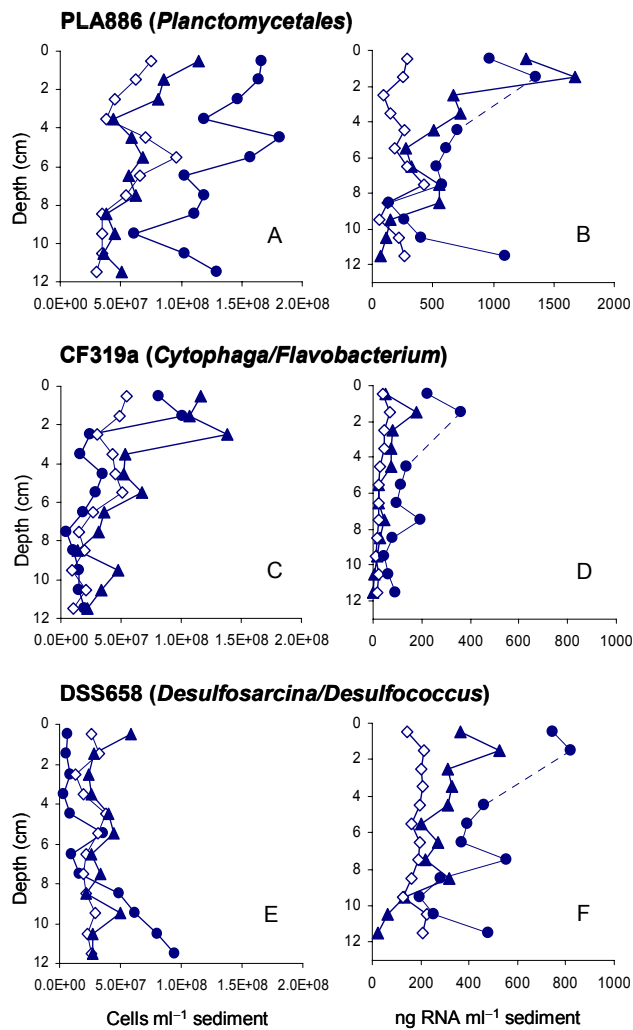 PLA886 (Planctomycetales)
0
2
4
6
8
10
12
Depth (cm)
A
0.0E+00 5.0E+07 1.0E+08 1.5E+08 2.0E+08
0
2
4
6
8
10
12
B
0 500 1000 1500 2000
CF319a (Cytophaga/Flavobacterium)
0
2
4
6
8
10
12
Depth (cm)
C
0.0E+00 5.0E+07 1.0E+08 1.5E+08 2.0E+08
0
2
4
6
8
10
12
D
0 200 400 600 800 1000
DSS658 (Desulfosarcina/Desulfococcus)
0
2
4
6
8
10
12
Depth (cm)
E
0.0E+00 5.0E+07 1.0E+08 1.5E+08 2.0E+08
Cells ml⁻¹ sediment
0
2
4
6
8
10
12
F
0 200 400 600 800 1000
ng RNA ml⁻¹ sediment